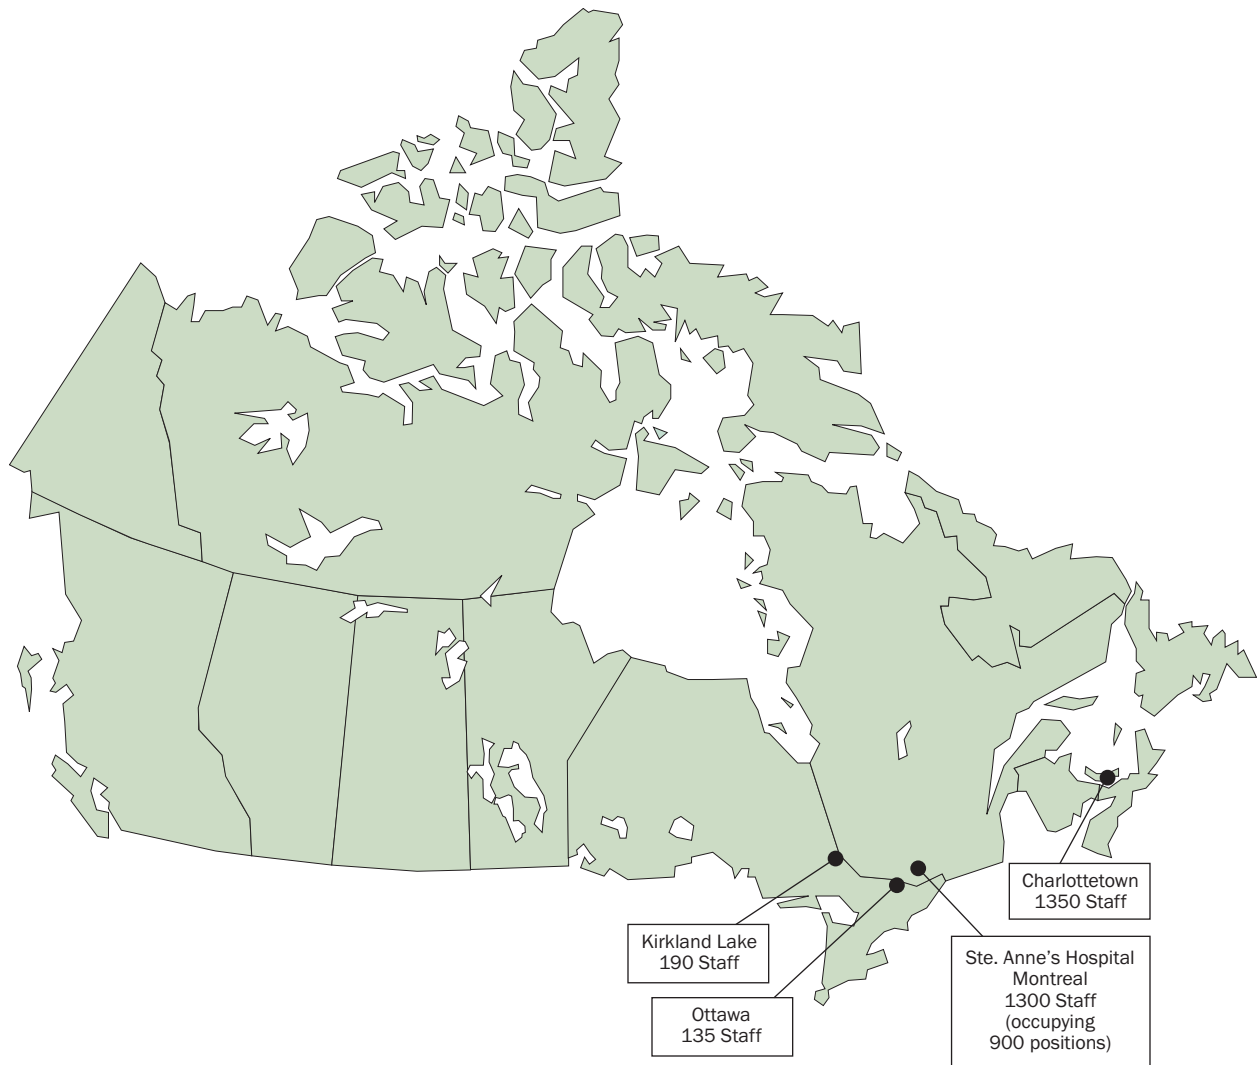 Charlottetown
1350 Staff
Kirkland Lake
190 Staff
Ste. Anne’s Hospital
Montreal
1300 Staff
(occupying
900 positions)
Ottawa
135 Staff